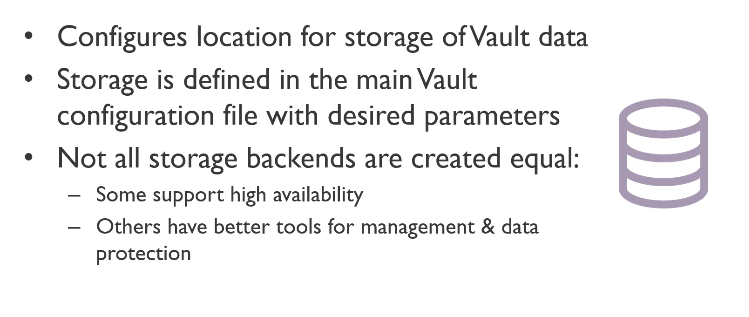 • Configures location for storage of Vault data
• Storage is defined in the main Vault
configuration file with desired parameters
• Not all storage backends are created equal:
– Some support high availability
– Others have better tools for management & data
protection